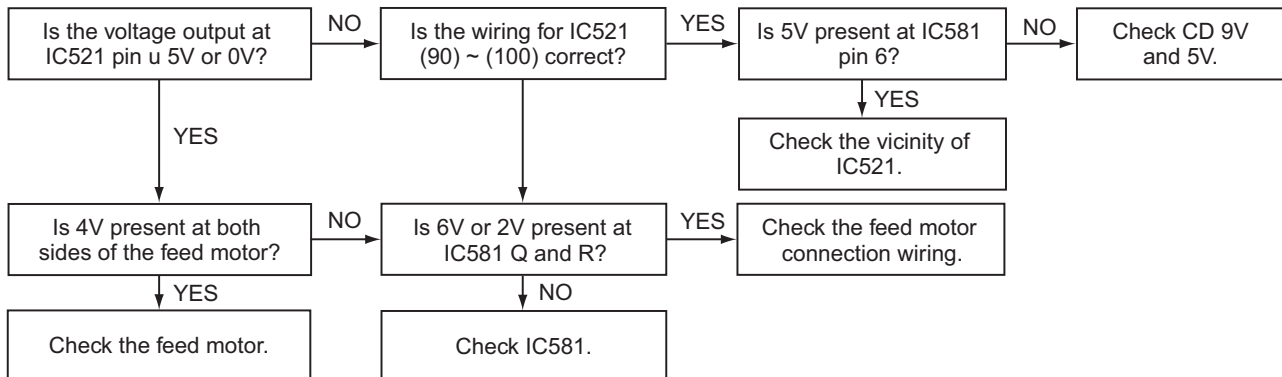 Is the voltage output at
IC521 pin u 5V or 0V?
NO
Is the wiring for IC521
(90) ~ (100) correct?
YES
Is 5V present at IC581
pin 6?
NO
Check CD 9V
and 5V.
YES
YES
Check the vicinity of
IC521.
Is 4V present at both
sides of the feed motor?
NO
Is 6V or 2V present at
IC581 Q and R?
YES
Check the feed motor
connection wiring.
YES
NO
Check the feed motor.
Check IC581.